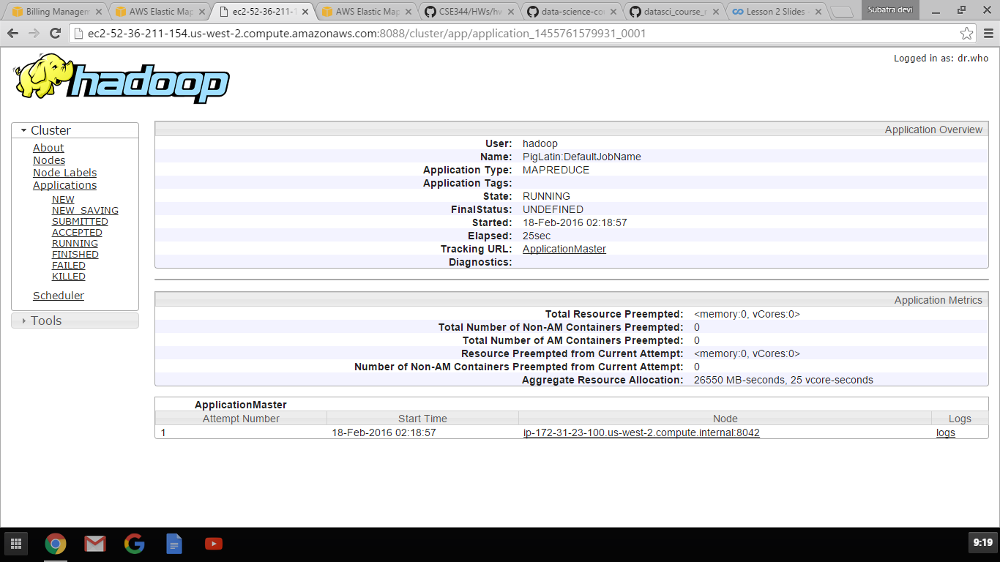 Billing Managem
AWS Elastic Map
ec2-52-36-211-1
AWS Elastic Map
CSE344/HWs/hw
data-science-co
datasci_course_r
Lesson 2 Slides
Subatra devi
ec2-52-36-211-154.us-west-2.compute.amazonaws.com:8088/cluster/app/application_1455761579931_0001
hadoop
Logged in as: dr.who
Cluster
About
Nodes
Node Labels
Applications
NEW
NEW_SAVING
SUBMITTED
ACCEPTED
RUNNING
FINISHED
FAILED
KILLED
Scheduler
Tools
Application Overview
User: hadoop
Name: PigLatin:DefaultJobName
Application Type: MAPREDUCE
Application Tags:
State: RUNNING
FinalStatus: UNDEFINED
Started: 18-Feb-2016 02:18:57
Elapsed: 25sec
Tracking URL: ApplicationMaster
Diagnostics:
Application Metrics
Total Resource Preempted: <memory:0, vCores:0>
Total Number of Non-AM Containers Preempted: 0
Total Number of AM Containers Preempted: 0
Resource Preempted from Current Attempt: <memory:0, vCores:0>
Number of Non-AM Containers Preempted from Current Attempt: 0
Aggregate Resource Allocation: 26550 MB-seconds, 25 vcore-seconds
ApplicationMaster
Attempt Number Start Time Node Logs
1 18-Feb-2016 02:18:57 ip-172-31-23-100.us-west-2.compute.internal:8042 logs
9:19